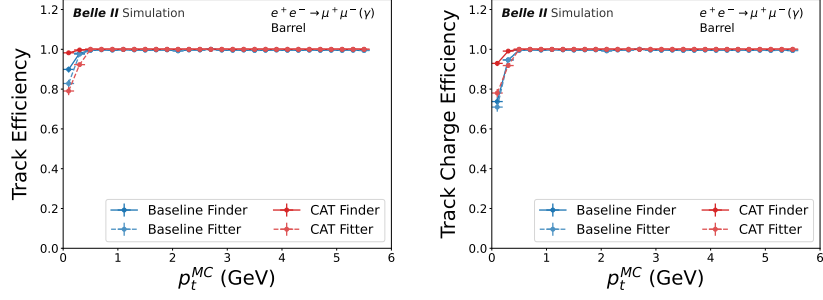 Belle II Simulation
e⁺e⁻ → μ⁺μ⁻(γ)
Barrel
Track Efficiency
1.2
1.0
0.8
0.6
0.4
0.2
0.0
Baseline Finder
Baseline Fitter
CAT Finder
CAT Fitter
0 1 2 3 4 5 6
p_t^{MC} (GeV)
Belle II Simulation
e⁺e⁻ → μ⁺μ⁻(γ)
Barrel
Track Charge Efficiency
1.2
1.0
0.8
0.6
0.4
0.2
0.0
Baseline Finder
Baseline Fitter
CAT Finder
CAT Fitter
0 1 2 3 4 5 6
p_t^{MC} (GeV)